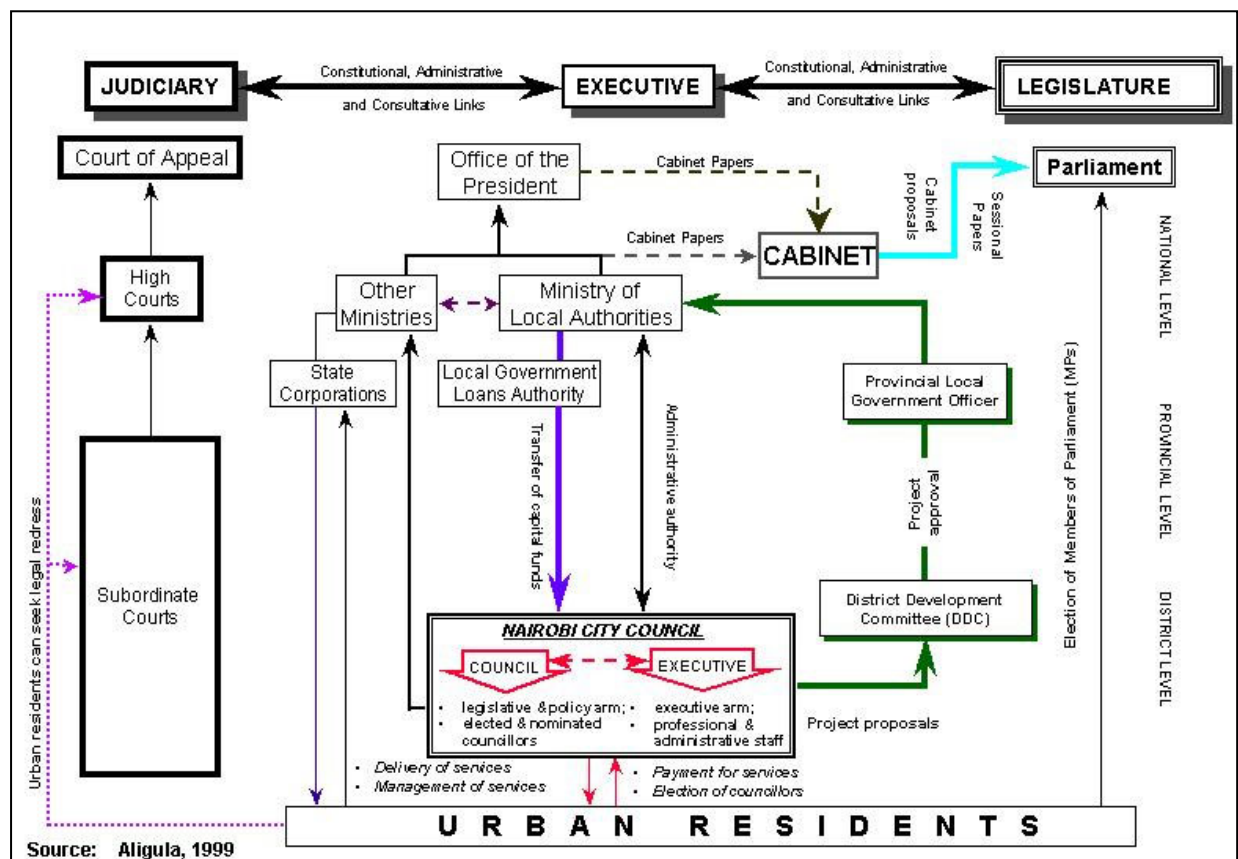 Constitutional, Administrative
Constitutional, Administrative
JUDICIARY
EXECUTIVE
LEGISLATURE
and Consultative Links
and Consultative Links
Court of Appeal
Office of the
President
Cabinet Papers
Parliament
Cabinet
proposals
Sessional
Papers
Cabinet Papers
CABINET
NATIONAL LEVEL
High
Courts
Other
Ministries
Ministry of
Local Authorities
State
Corporations
Local Government
Loans Authority
Provincial Local
Government Officer
Transfer of
capital funds
Administrative
authority
Project
approval
Election of Members of Parliament (MPs)
PROVINCIAL LEVEL
Urban residents can seek legal redress
Subordinate
Courts
District Development
Committee (DDC)
DISTRICT LEVEL
NAIROBI CITY COUNCIL
COUNCIL
EXECUTIVE
• legislative & policy arm;
• elected & nominated
councillors
• executive arm;
• professional &
administrative staff
Project proposals
• Delivery of services
• Management of services
• Payment for services
• Election of councillors
URBAN RESIDENTS
Source: Aligula, 1999